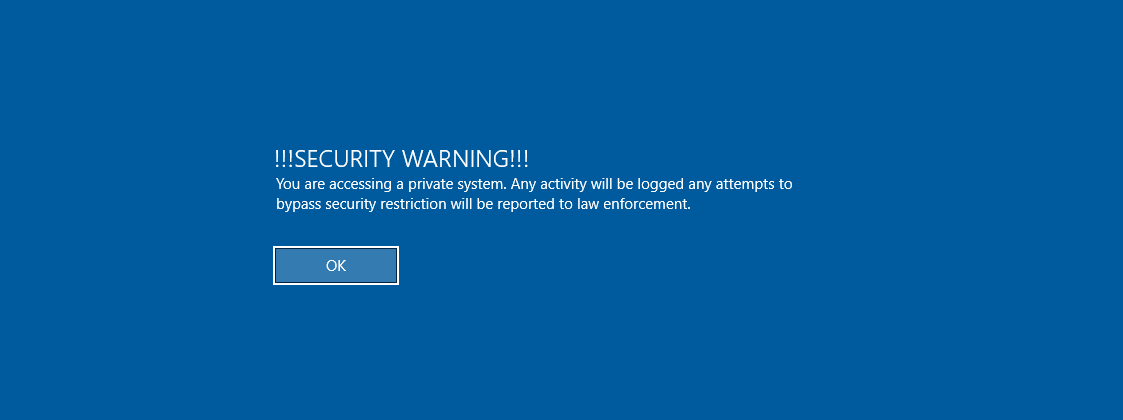 !!!SECURITY WARNING!!!
You are accessing a private system. Any activity will be logged any attempts to
bypass security restriction will be reported to law enforcement.
OK